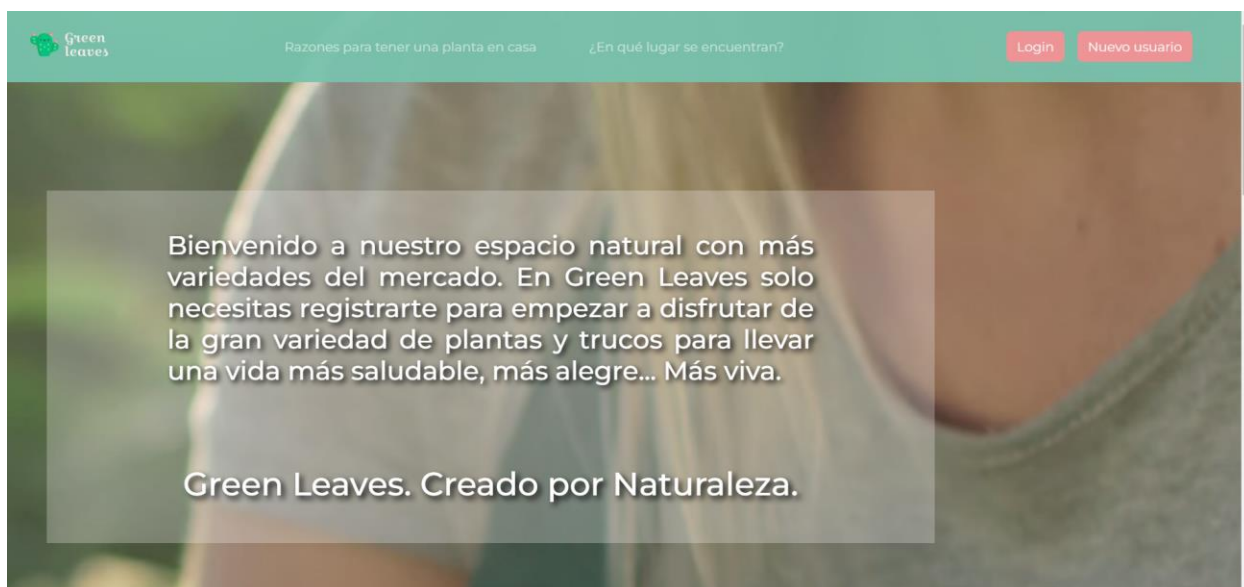 Green
leaves
Razones para tener una planta en casa
¿En qué lugar se encuentran?
Login
Nuevo usuario
Bienvenido a nuestro espacio natural con más
variedades del mercado. En Green Leaves solo
necesitas registrarte para empezar a disfrutar de
la gran variedad de plantas y trucos para llevar
una vida más saludable, más alegre... Más viva.
Green Leaves. Creado por Naturaleza.